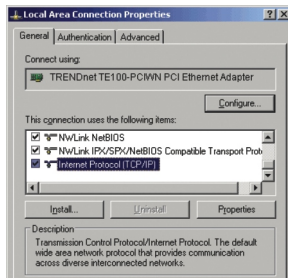 Local Area Connection Properties
General Authentication Advanced
Connect using:
TRENDnet TE100-PCIWN PCI Ethernet Adapter
Configure...
This connection uses the following items:
NWLink NetBIOS
NWLink IPX/SPX/NetBIOS Compatible Transport Proto
Internet Protocol (TCP/IP)
Install... Uninstall Properties
Description
Transmission Control Protocol/Internet Protocol. The default
wide area network protocol that provides communication
across diverse interconnected networks.